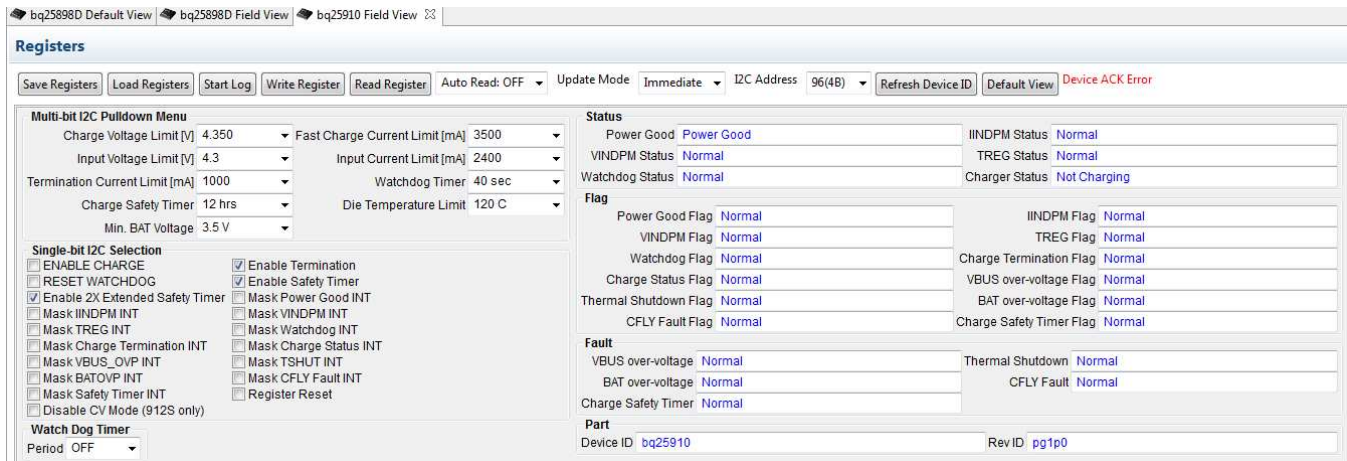 bq25898D Default View bq25898D Field View bq25910 Field View
Registers
Save Registers Load Registers Start Log Write Register Read Register Auto Read: OFF Update Mode Immediate I2C Address 96(4B) Refresh Device ID Default View Device ACK Error
Multi-bit I2C Pulldown Menu
Charge Voltage Limit [V] 4.350 Fast Charge Current Limit [mA] 3500
Input Voltage Limit [V] 4.3 Input Current Limit [mA] 2400
Termination Current Limit [mA] 1000 Watchdog Timer 40 sec
Charge Safety Timer 12 hrs Die Temperature Limit 120 C
Min. BAT Voltage 3.5 V
Single-bit I2C Selection
ENABLE CHARGE Enable Termination
RESET WATCHDOG Enable Safety Timer
Enable 2X Extended Safety Timer Mask Power Good INT
Mask IINDPM INT Mask VINDPM INT
Mask TREG INT Mask Watchdog INT
Mask Charge Termination INT Mask Charge Status INT
Mask VBUS_OVP INT Mask TSHUT INT
Mask BATOVP INT Mask CFLY Fault INT
Mask Safety Timer INT Register Reset
Disable CV Mode (912S only)
Watch Dog Timer
Period OFF
Status
Power Good Power Good IINDPM Status Normal
VINDPM Status Normal TREG Status Normal
Watchdog Status Normal Charger Status Not Charging
Flag
Power Good Flag Normal IINDPM Flag Normal
VINDPM Flag Normal TREG Flag Normal
Watchdog Flag Normal Charge Termination Flag Normal
Charge Status Flag Normal VBUS over-voltage Flag Normal
Thermal Shutdown Flag Normal BAT over-voltage Flag Normal
CFLY Fault Flag Normal Charge Safety Timer Flag Normal
Fault
VBUS over-voltage Normal Thermal Shutdown Normal
BAT over-voltage Normal CFLY Fault Normal
Charge Safety Timer Normal
Part
Device ID bq25910 Rev ID pg1p0